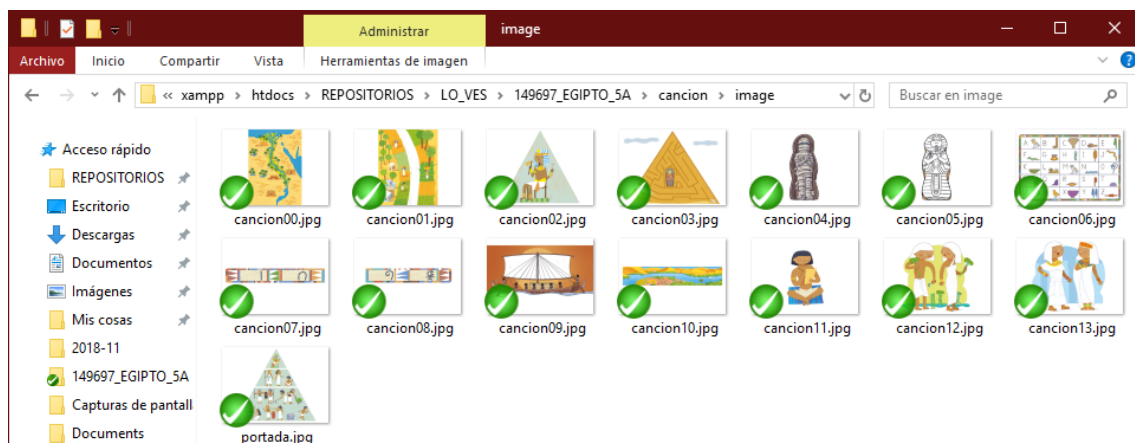 Administrar
image
Archivo Inicio Compartir Vista Herramientas de imagen
« xampp > htdocs > REPOSITORIOS > LO_VES > 149697_EGIPTO_5A > cancion > image
Buscar en image
Acceso rápido
REPOSITORIOS
Escritorio
Descargas
Documentos
Imágenes
Mis cosas
2018-11
149697_EGIPTO_5A
Capturas de pantall
Documents
cancion00.jpg cancion01.jpg cancion02.jpg cancion03.jpg cancion04.jpg cancion05.jpg cancion06.jpg
cancion07.jpg cancion08.jpg cancion09.jpg cancion10.jpg cancion11.jpg cancion12.jpg cancion13.jpg
portada.jpg